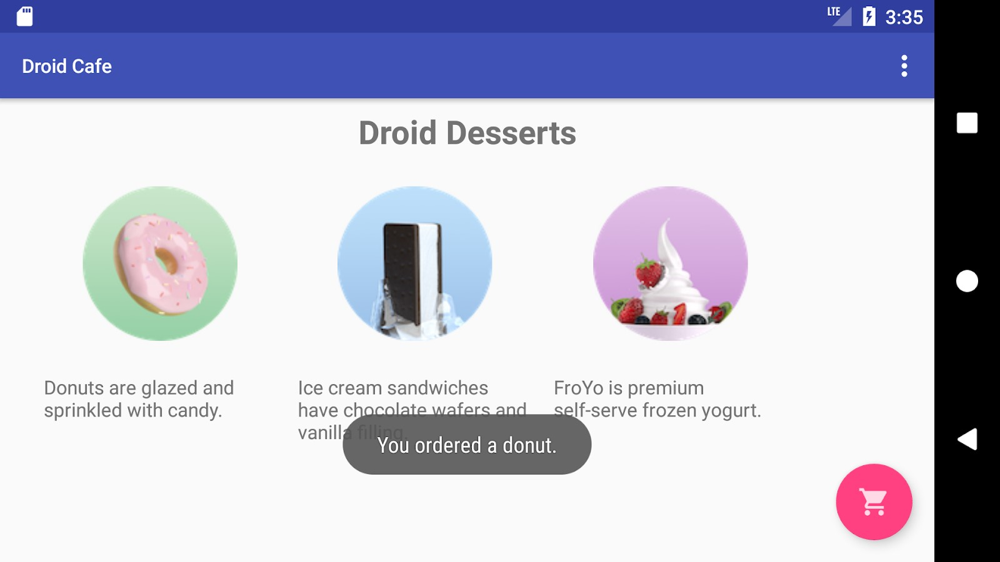 LTE 3:35
Droid Cafe
Droid Desserts
Donuts are glazed and
sprinkled with candy.
Ice cream sandwiches
have chocolate wafers and
vanilla filling.
FroYo is premium
self-serve frozen yogurt.
You ordered a donut.